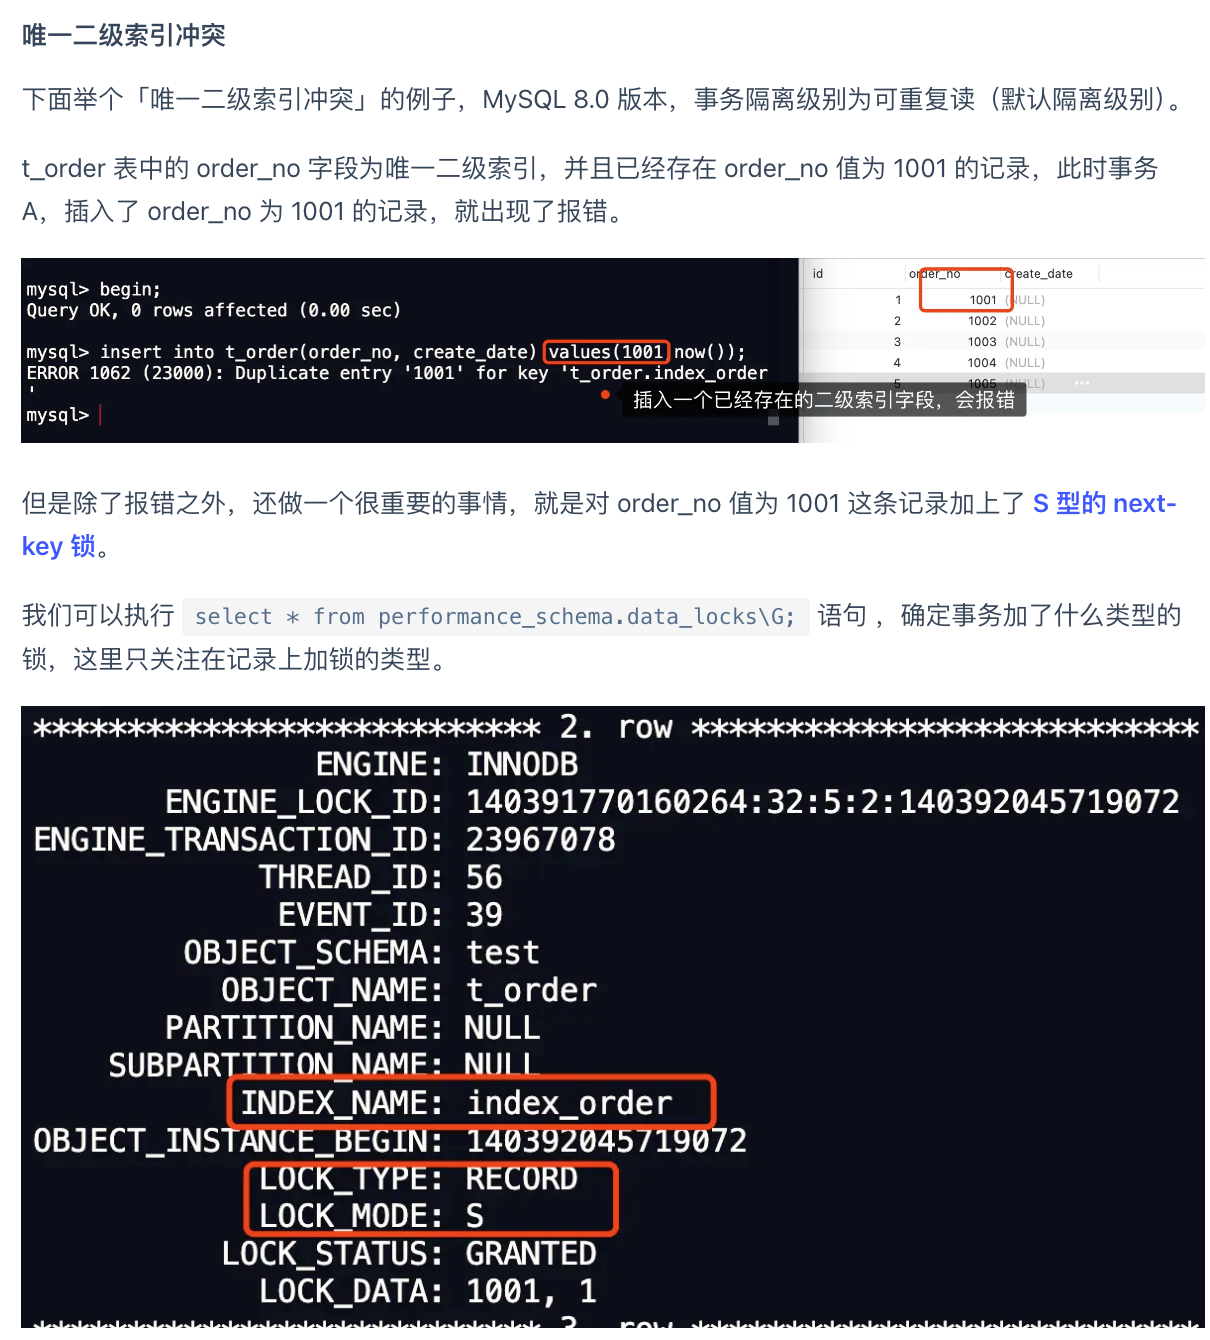 唯一二级索引冲突
下面举个「唯一二级索引冲突」的例子，MySQL 8.0 版本，事务隔离级别为可重复读（默认隔离级别）。
t_order 表中的 order_no 字段为唯一二级索引，并且已经存在 order_no 值为 1001 的记录，此时事务
A，插入了 order_no 为 1001 的记录，就出现了报错。
mysql> begin;
Query OK, 0 rows affected (0.00 sec)
mysql> insert into t_order(order_no, create_date) values(1001,now());
ERROR 1062 (23000): Duplicate entry '1001' for key 't_order.index_order
'
mysql>
id order_no create_date
1 1001 (NULL)
2 1002 (NULL)
3 1003 (NULL)
4 1004 (NULL)
5 1005 (NULL) •••
插入一个已经存在的二级索引字段，会报错
但是除了报错之外，还做一个很重要的事情，就是对 order_no 值为 1001 这条记录加上了 S 型的 next-
key 锁。
我们可以执行 select * from performance_schema.data_locks\G; 语句 ，确定事务加了什么类型的
锁，这里只关注在记录上加锁的类型。
*************************** 2. row ***************************
ENGINE: INNODB
ENGINE_LOCK_ID: 140391770160264:32:5:2:140392045719072
ENGINE_TRANSACTION_ID: 23967078
THREAD_ID: 56
EVENT_ID: 39
OBJECT_SCHEMA: test
OBJECT_NAME: t_order
PARTITION_NAME: NULL
SUBPARTITION_NAME: NULL
INDEX_NAME: index_order
OBJECT_INSTANCE_BEGIN: 140392045719072
LOCK_TYPE: RECORD
LOCK_MODE: S
LOCK_STATUS: GRANTED
LOCK_DATA: 1001, 1
*************************** 3. row ***************************